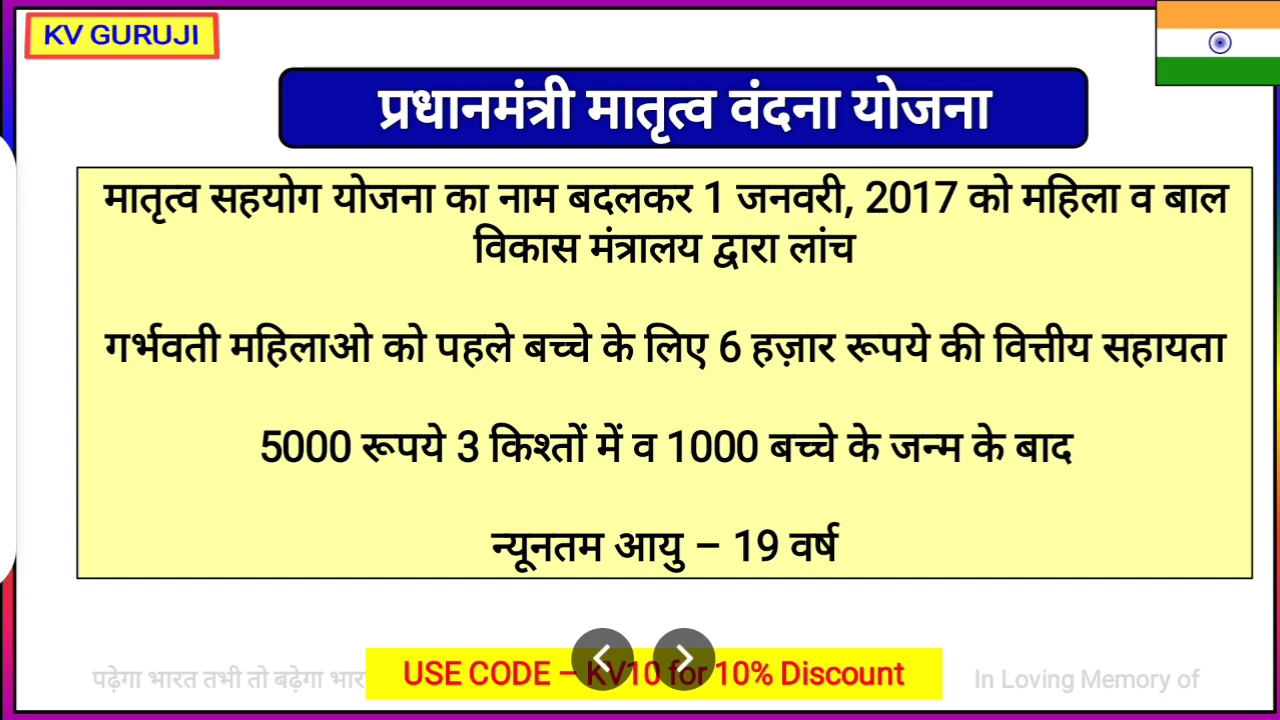 KV GURUJI
प्रधानमंत्री मातृत्व वंदना योजना
मातृत्व सहयोग योजना का नाम बदलकर 1 जनवरी, 2017 को महिला व बाल
विकास मंत्रालय द्वारा लांच
गर्भवती महिलाओ को पहले बच्चे के लिए 6 हज़ार रूपये की वित्तीय सहायता
5000 रूपये 3 किश्तों में व 1000 बच्चे के जन्म के बाद
न्यूनतम आयु – 19 वर्ष
पढ़ेगा भारत तभी तो बढ़ेगा भार
USE CODE – KV10 for 10% Discount
In Loving Memory of